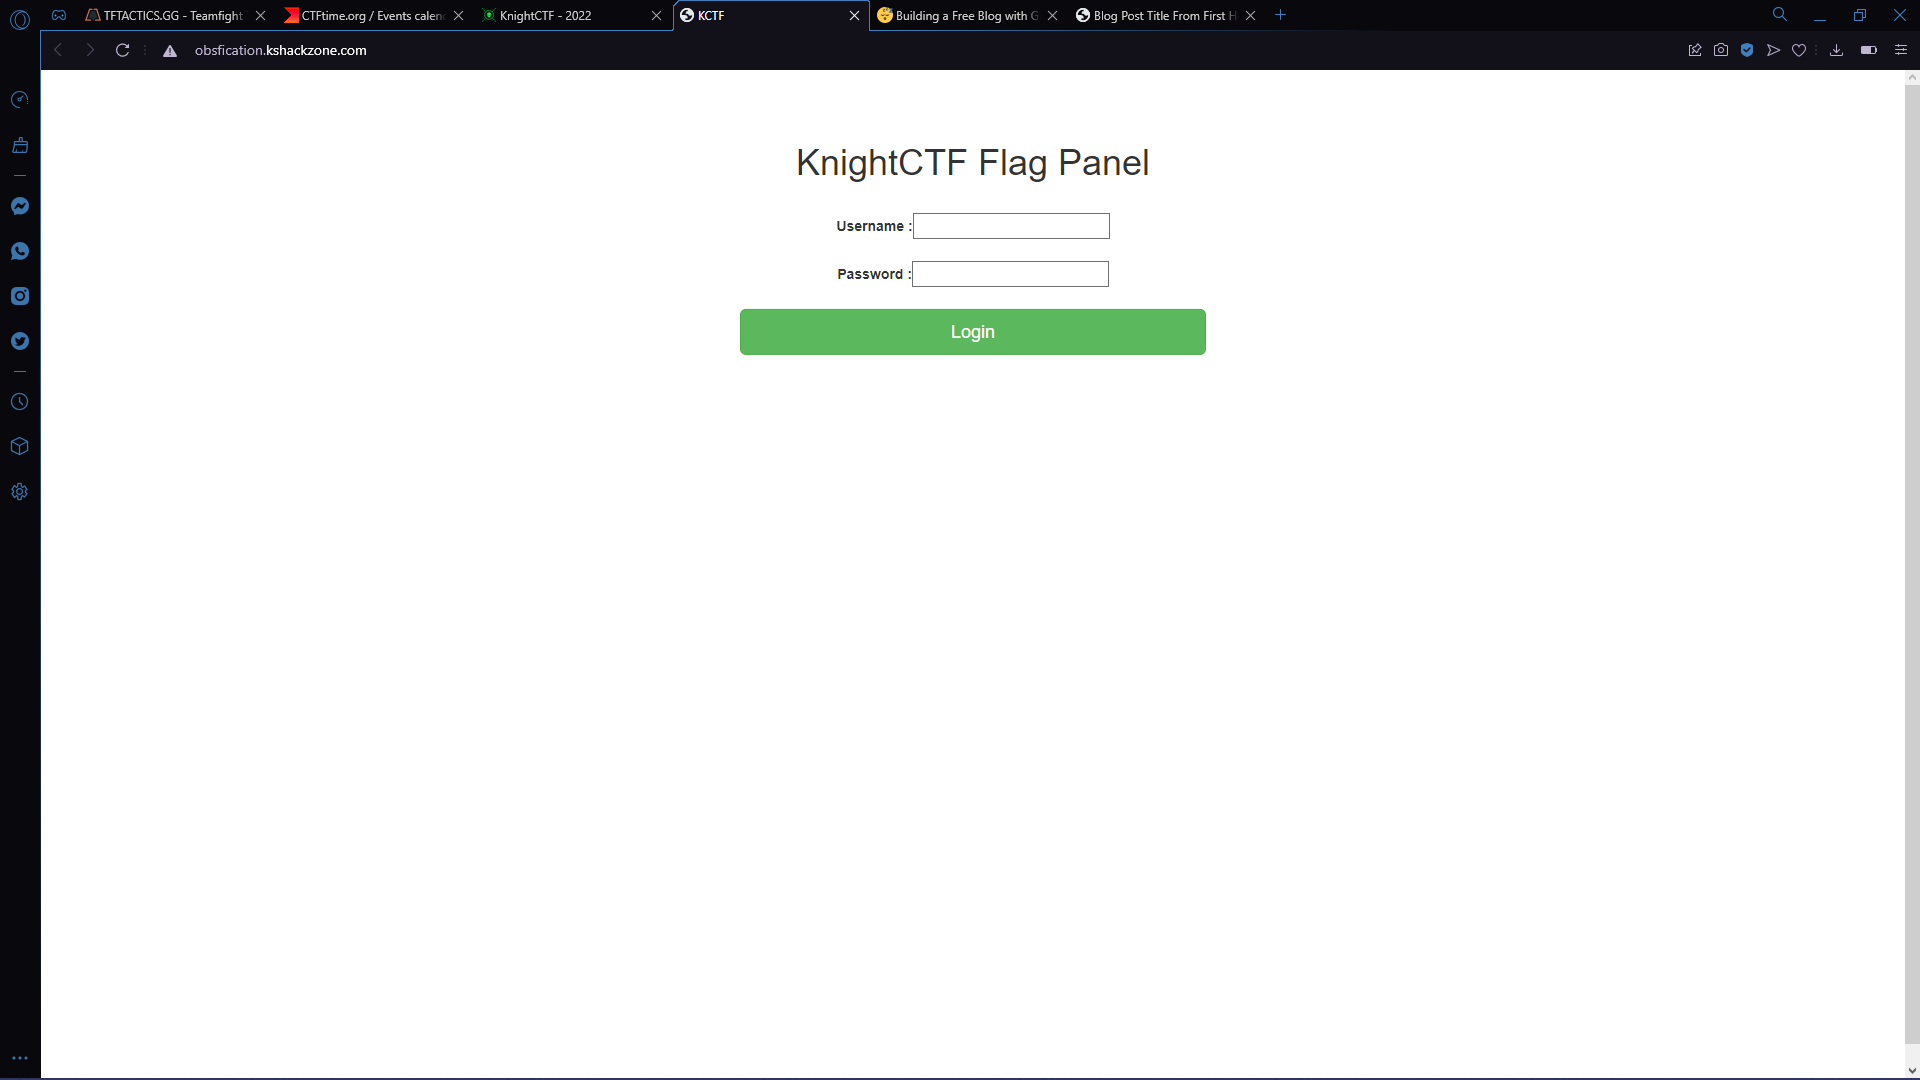 TFTACTICS.GG - Teamfight
CTFtime.org / Events calen
KnightCTF - 2022
KCTF
Building a Free Blog with G
Blog Post Title From First H
obsfication.kshackzone.com
KnightCTF Flag Panel
Username :
Password :
Login